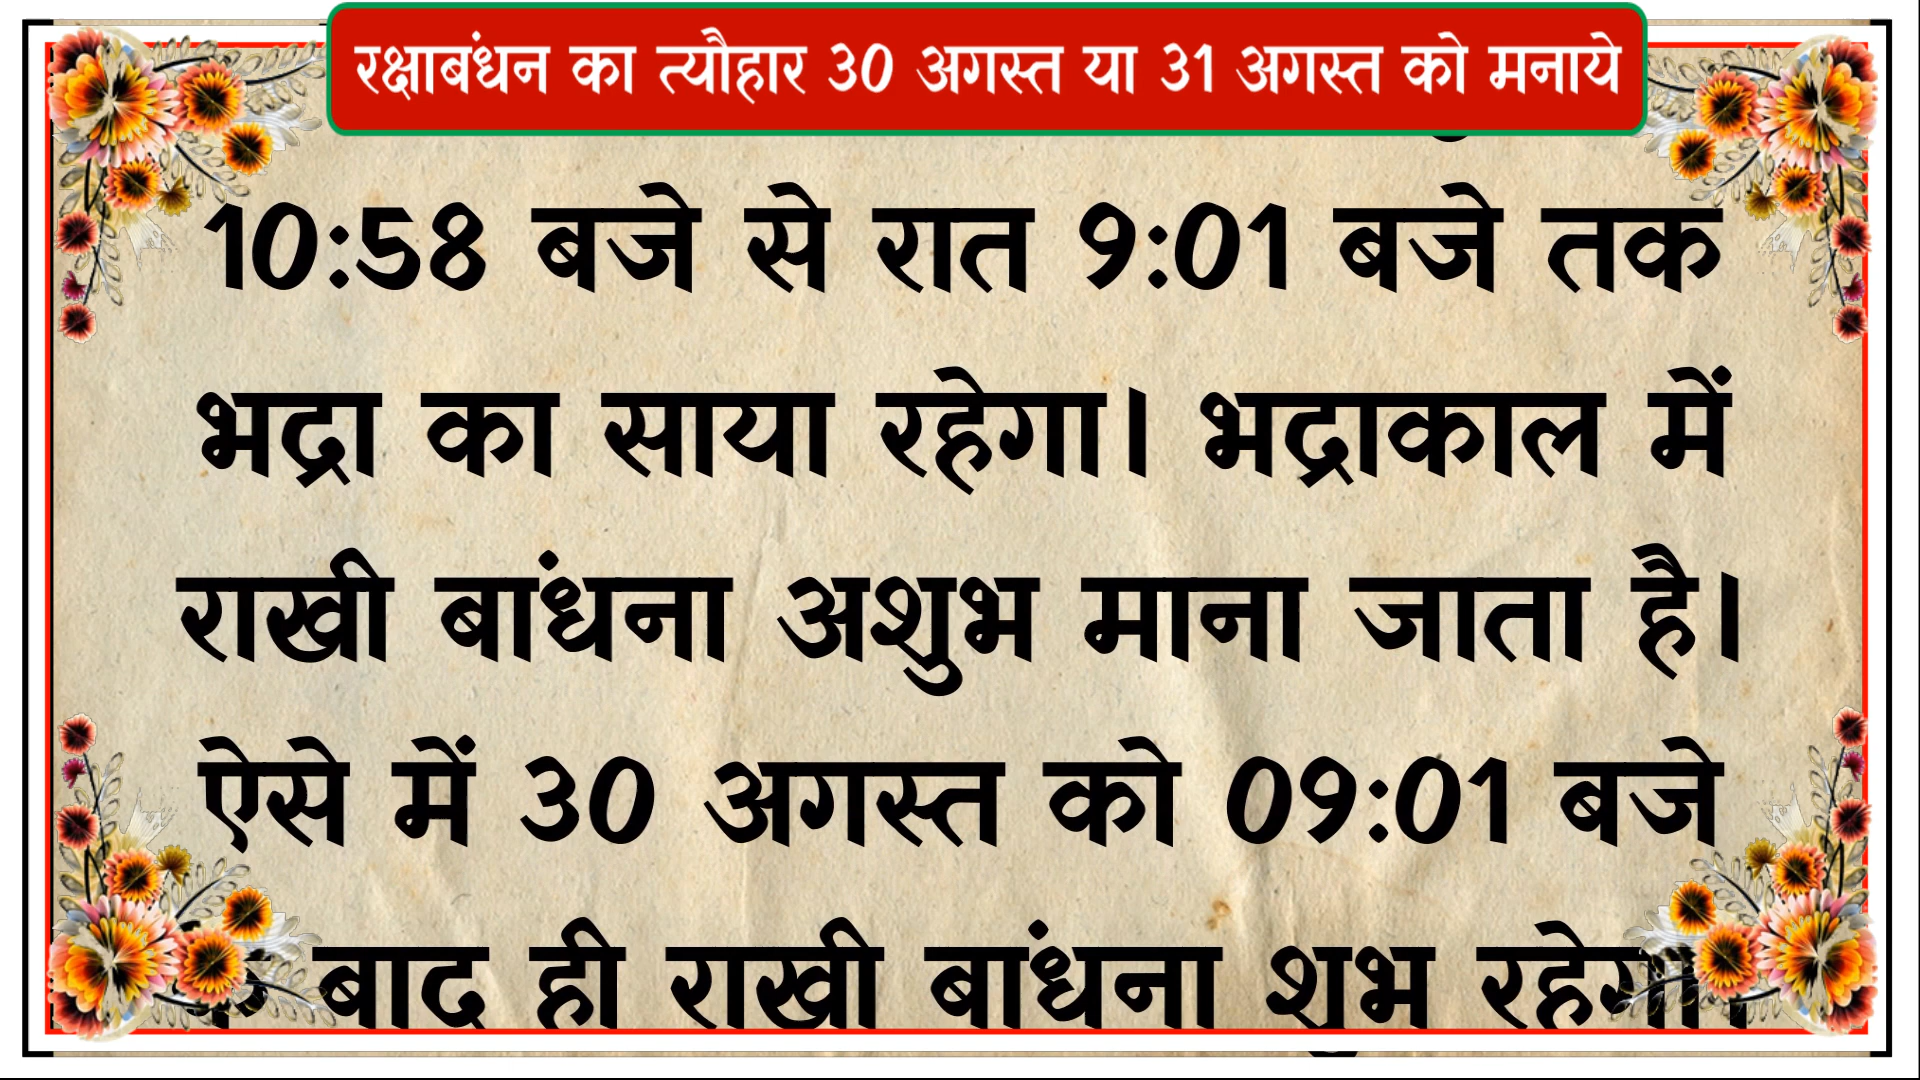 रक्षाबंधन का त्यौहार 30 अगस्त या 31 अगस्त को मनाये
10:58 बजे से रात 9:01 बजे तक
भद्रा का साया रहेगा। भद्राकाल में
राखी बांधना अशुभ माना जाता है।
ऐसे में 30 अगस्त को 09:01 बजे
बाद ही राखी बांधना शुभ रहेगा।